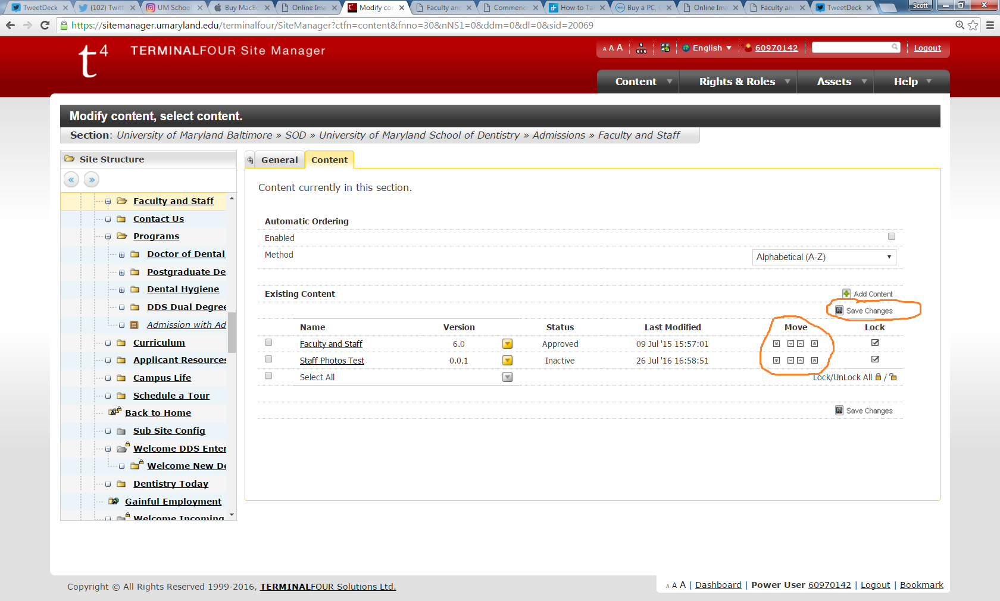 TweetDeck
(102) Twitt
UM School
Buy MacBo
Online Ima
Modify con
Faculty and
Commenc
How to Tak
Buy a PC, C
Online Ima
Faculty and
TweetDeck
Scott
https://sitemanager.umaryland.edu/terminalfour/SiteManager?ctfn=content&fnno=30&nNS1=0&ddm=0&dl=0&sid=20069
t4
TERMINALFOUR Site Manager
A A A
English
60970142
Logout
Content
Rights & Roles
Assets
Help
Modify content, select content.
Section: University of Maryland Baltimore » SOD » University of Maryland School of Dentistry » Admissions » Faculty and Staff
Site Structure
«
»
Faculty and Staff
Contact Us
Programs
Doctor of Dental
Postgraduate De
Dental Hygiene
DDS Dual Degree
Admission with Ad
Curriculum
Applicant Resources
Campus Life
Schedule a Tour
Back to Home
Sub Site Config
Welcome DDS Enter
Welcome New De
Dentistry Today
Gainful Employment
Welcome Incoming
General
Content
Content currently in this section.
Automatic Ordering
Enabled
Method
Alphabetical (A-Z)
Existing Content
Add Content
Save Changes
Name Version Status Last Modified Move Lock
Faculty and Staff 6.0 Approved 09 Jul '15 15:57:01
Staff Photos Test 0.0.1 Inactive 26 Jul '16 16:58:51
Select All Lock/UnLock All /
Save Changes
Copyright © All Rights Reserved 1999-2016, TERMINALFOUR Solutions Ltd.
A A A | Dashboard | Power User 60970142 | Logout | Bookmark